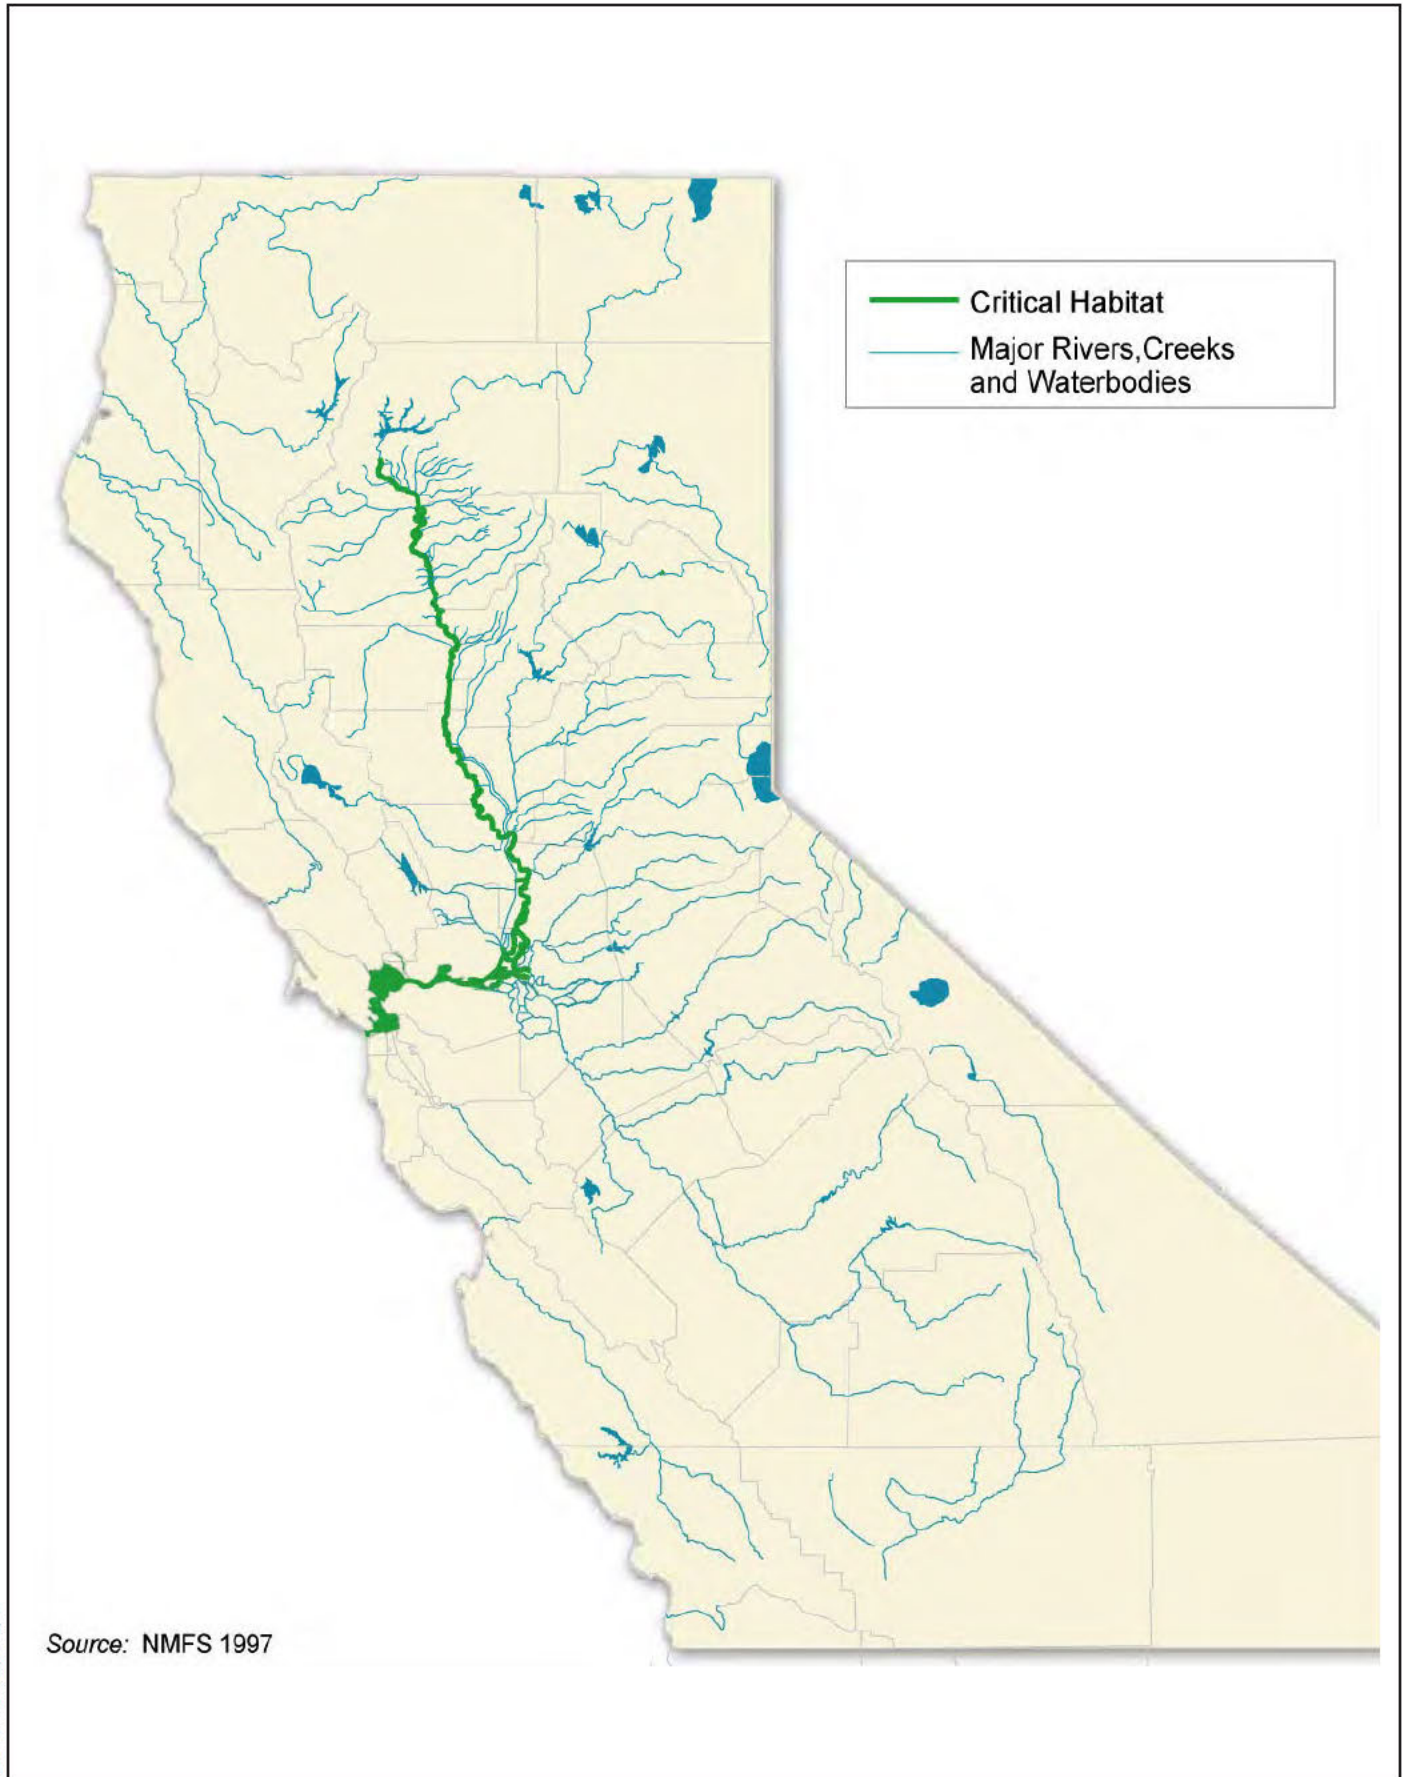 Critical Habitat
Major Rivers,Creeks
and Waterbodies
Source: NMFS 1997